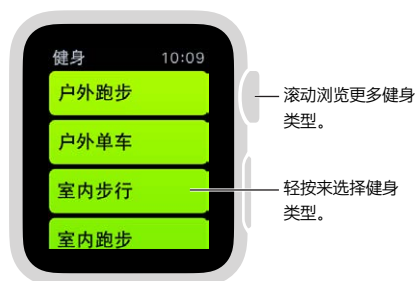 健身 10:09
户外跑步
户外单车
室内步行
室内跑步
滚动浏览更多健身
类型。
轻按来选择健身
类型。